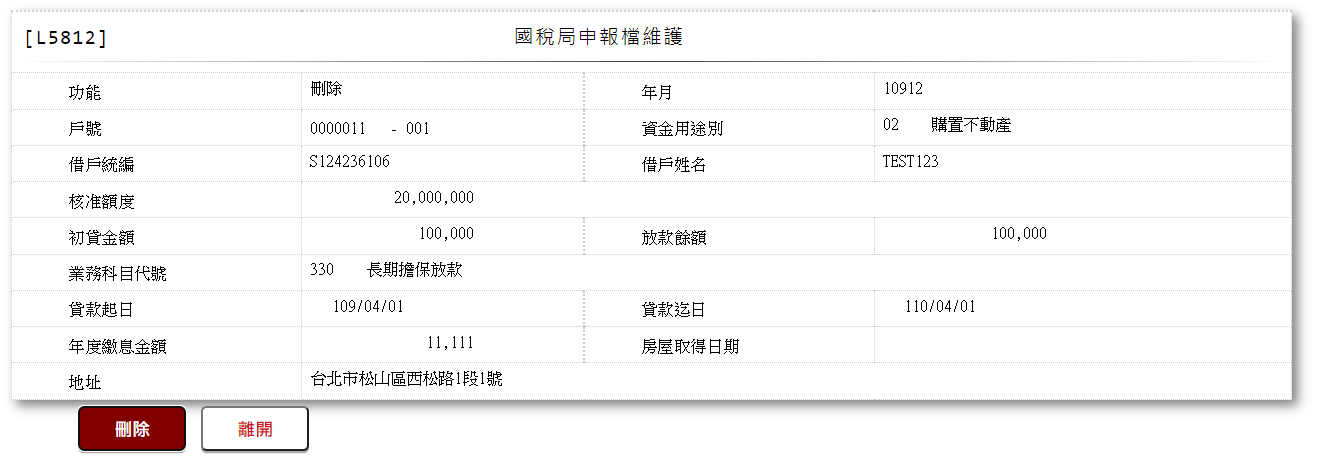 [L5812] 國稅局申報檔維護
功能 刪除 年月 10912
戶號 0000011 - 001 資金用途別 02 購置不動產
借戶統編 S124236106 借戶姓名 TEST123
核准額度 20,000,000
初貸金額 100,000 放款餘額 100,000
業務科目代號 330 長期擔保放款
貸款起日 109/04/01 貸款迄日 110/04/01
年度繳息金額 11,111 房屋取得日期
地址 台北市松山區西松路1段1號
刪除 離開